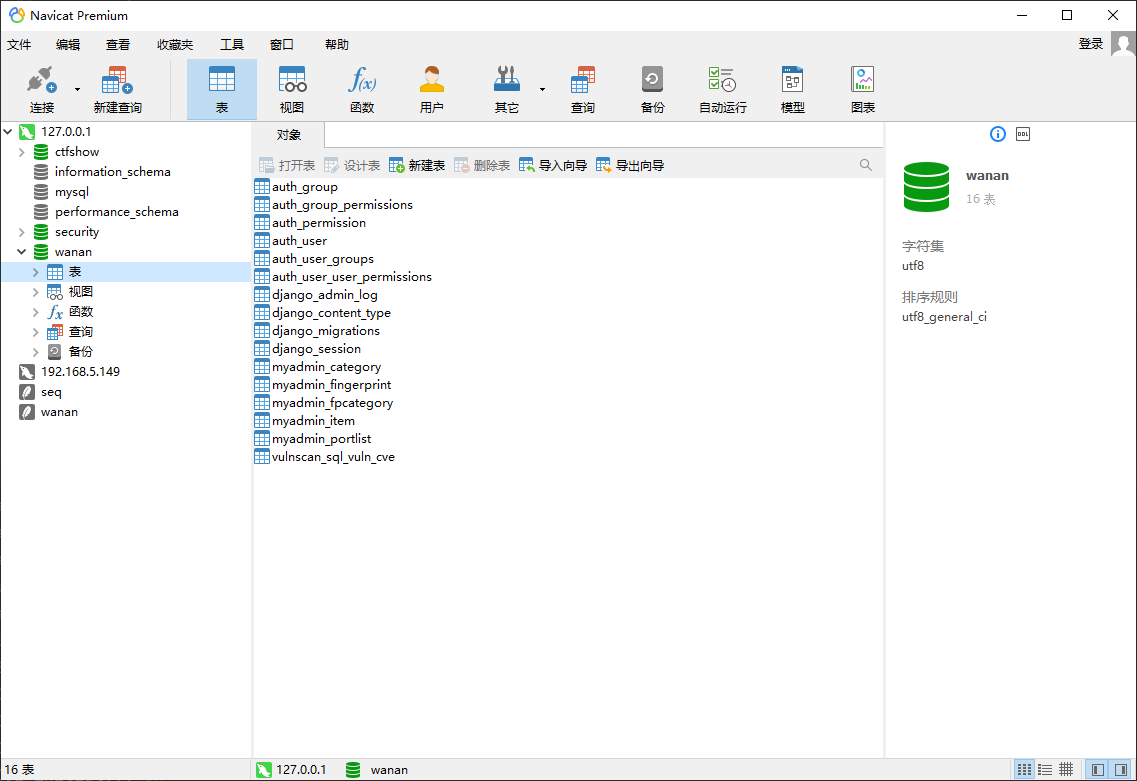 Navicat Premium
文件 编辑 查看 收藏夹 工具 窗口 帮助 登录
连接 新建查询 表 视图 函数 用户 其它 查询 备份 自动运行 模型 图表
127.0.0.1
ctfshow
information_schema
mysql
performance_schema
security
wanan
表
视图
函数
查询
备份
192.168.5.149
seq
wanan
对象
打开表 设计表 新建表 删除表 导入向导 导出向导
auth_group
auth_group_permissions
auth_permission
auth_user
auth_user_groups
auth_user_user_permissions
django_admin_log
django_content_type
django_migrations
django_session
myadmin_category
myadmin_fingerprint
myadmin_fpcategory
myadmin_item
myadmin_portlist
vulnscan_sql_vuln_cve
DDL
wanan
16 表
字符集
utf8
排序规则
utf8_general_ci
16 表 127.0.0.1 wanan